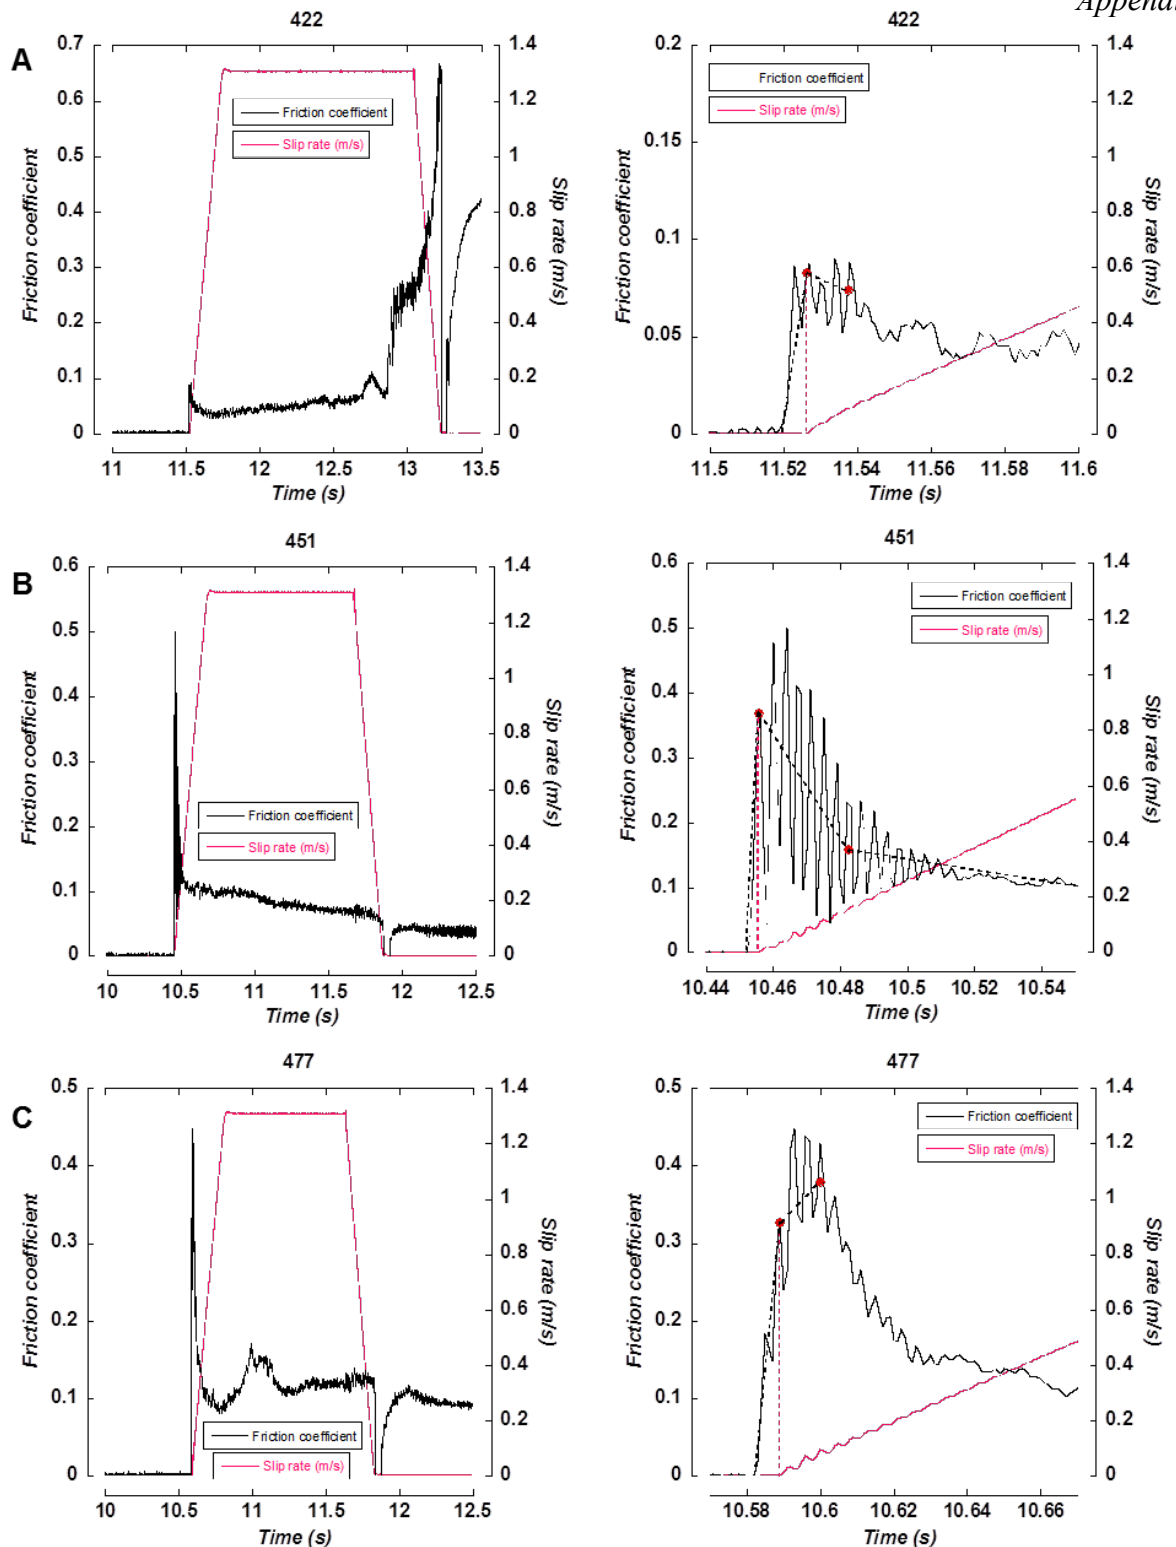 Appendi
A
422
0.7
0.6
0.5
0.4
0.3
0.2
0.1
0
Friction coefficient
1.4
1.2
1
0.8
0.6
0.4
0.2
0
Slip rate (m/s)
Friction coefficient
Slip rate (m/s)
11 11.5 12 12.5 13 13.5
Time (s)
422
0.2
0.15
0.1
0.05
0
Friction coefficient
1.4
1.2
1
0.8
0.6
0.4
0.2
0
Slip rate (m/s)
Friction coefficient
Slip rate (m/s)
11.5 11.52 11.54 11.56 11.58 11.6
Time (s)
B
451
0.6
0.5
0.4
0.3
0.2
0.1
0
Friction coefficient
1.4
1.2
1
0.8
0.6
0.4
0.2
0
Slip rate (m/s)
Friction coefficient
Slip rate (m/s)
10 10.5 11 11.5 12 12.5
Time (s)
451
0.6
0.5
0.4
0.3
0.2
0.1
0
Friction coefficient
1.4
1.2
1
0.8
0.6
0.4
0.2
0
Slip rate (m/s)
Friction coefficient
Slip rate (m/s)
10.44 10.46 10.48 10.5 10.52 10.54
Time (s)
C
477
0.5
0.4
0.3
0.2
0.1
0
Friction coefficient
1.4
1.2
1
0.8
0.6
0.4
0.2
0
Slip rate (m/s)
Friction coefficient
Slip rate (m/s)
10 10.5 11 11.5 12 12.5
Time (s)
477
0.5
0.4
0.3
0.2
0.1
0
Friction coefficient
1.4
1.2
1
0.8
0.6
0.4
0.2
0
Slip rate (m/s)
Friction coefficient
Slip rate (m/s)
10.58 10.6 10.62 10.64 10.66
Time (s)